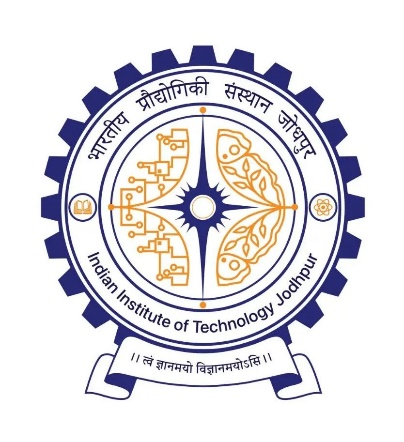 भारतीय प्रौद्योगिकी संस्थान जोधपुर
Indian Institute of Technology Jodhpur
।। त्वं ज्ञानमयो विज्ञानमयोऽसि ।।